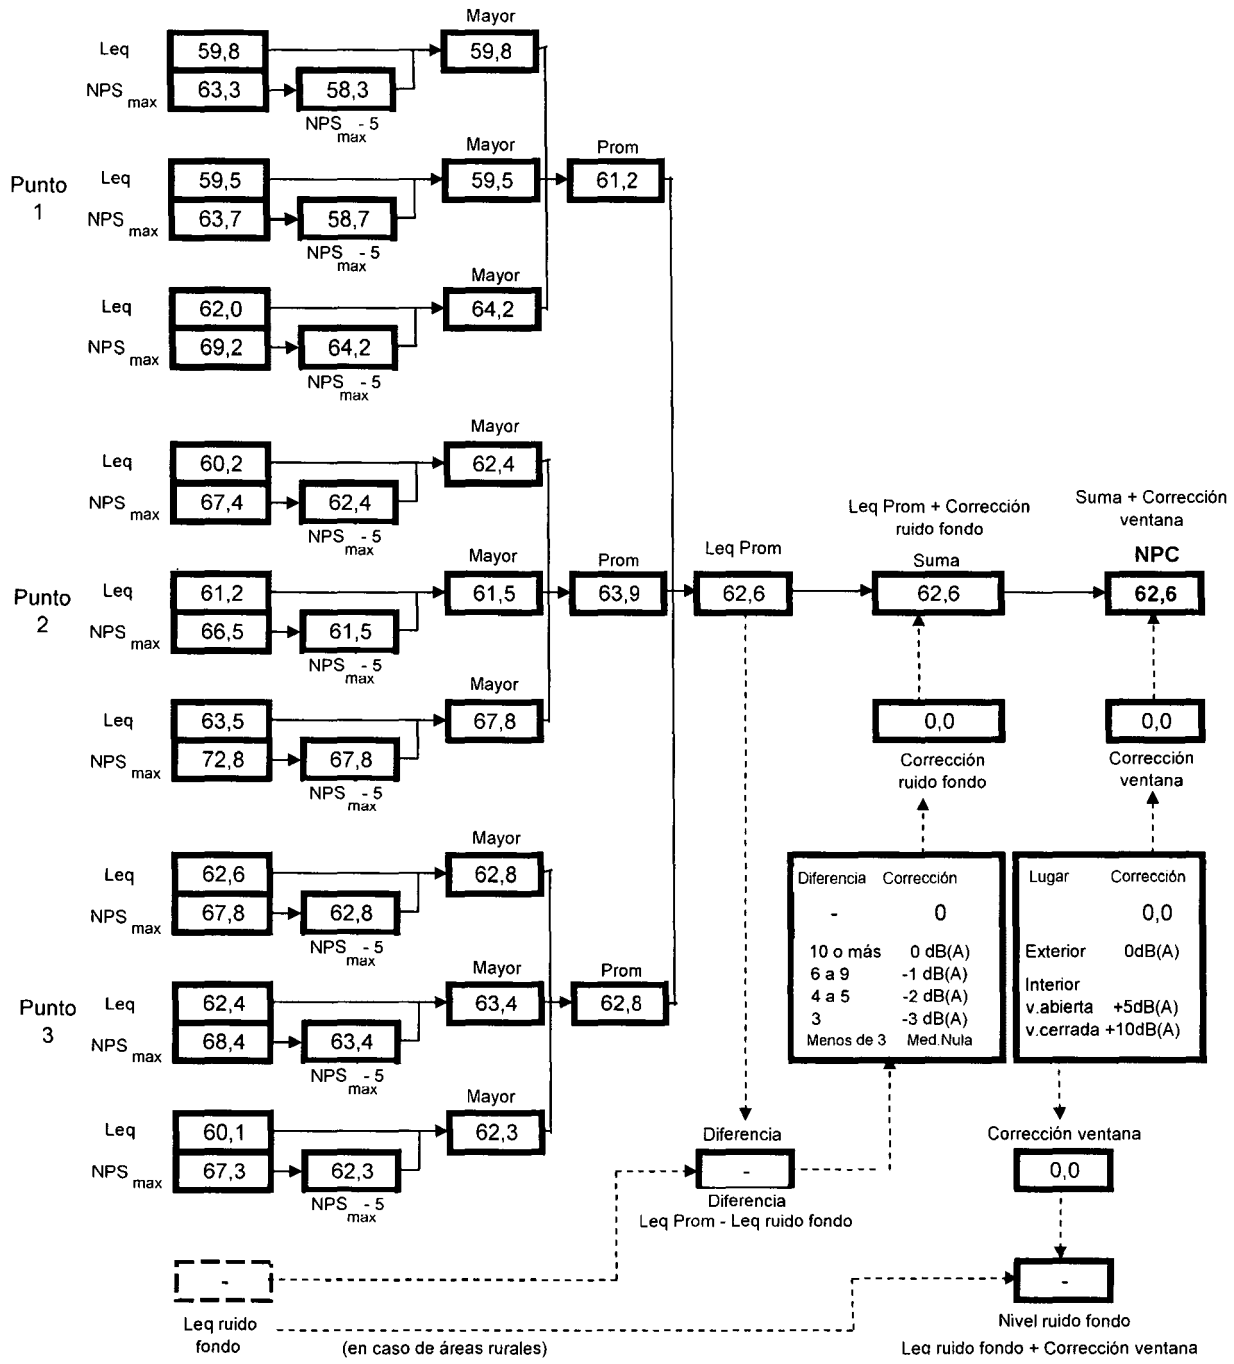 Mayor
Leq 59,8 59,8
NPS max 63,3 58,3
NPS max - 5
Mayor Prom
Punto 1
Leq 59,5 59,5 61,2
NPS max 63,7 58,7
NPS max - 5
Mayor
Leq 62,0 64,2
NPS max 69,2 64,2
NPS max - 5
Mayor
Leq 60,2 62,4
NPS max 67,4 62,4
NPS max - 5
Leq Prom + Corrección
ruido fondo
Suma + Corrección
ventana
Mayor Prom Leq Prom Suma NPC
Punto 2
Leq 61,2 61,5 63,9 62,6 62,6 62,6
NPS max 66,5 61,5
NPS max - 5
Mayor
Leq 63,5 67,8
NPS max 72,8 67,8
NPS max - 5
0,0
Corrección
ruido fondo
0,0
Corrección
ventana
Mayor
Leq 62,6 62,8
NPS max 67,8 62,8
NPS max - 5
Mayor Prom
Punto 3
Leq 62,4 63,4 62,8
NPS max 68,4 63,4
NPS max - 5
Mayor
Leq 60,1 62,3
NPS max 67,3 62,3
NPS max - 5
Diferencia Corrección
- 0
10 o más 0 dB(A)
6 a 9 -1 dB(A)
4 a 5 -2 dB(A)
3 -3 dB(A)
Menos de 3 Med.Nula
Lugar Corrección
0,0
Exterior 0dB(A)
Interior
v.abierta +5dB(A)
v.cerrada +10dB(A)
Diferencia
-
Diferencia
Leq Prom - Leq ruido fondo
Corrección ventana
0,0
-
Leq ruido
fondo
(en caso de áreas rurales)
-
Nivel ruido fondo
Leq ruido fondo + Corrección ventana